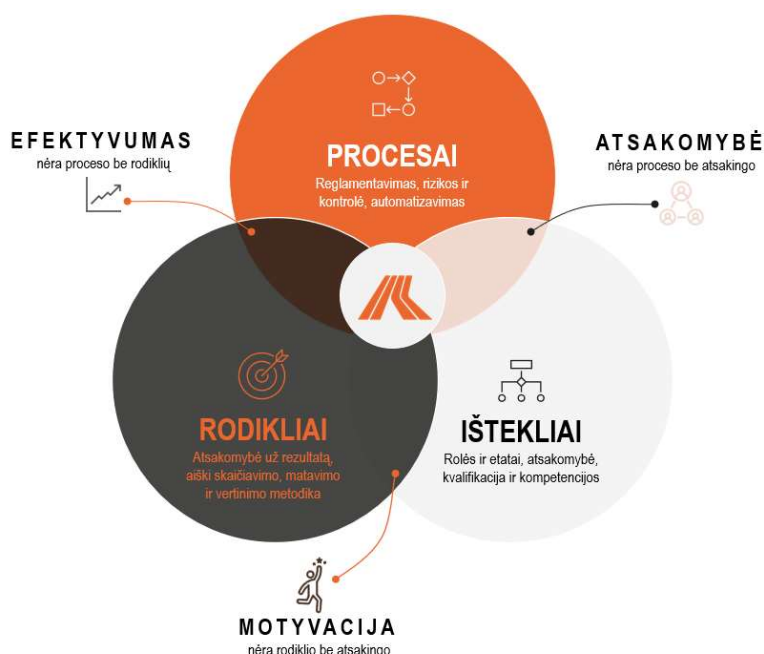 EFEKTYVUMAS
nėra proceso be rodiklių
PROCESAI
Reglamentavimas, rizikos ir
kontrolė, automatizavimas
ATSAKOMYBĖ
nėra proceso be atsakingo
RODIKLIAI
Atsakomybė už rezultatą,
aiški skaičiavimo, matavimo
ir vertinimo metodika
IŠTEKLIAI
Rolės ir etatai, atsakomybė,
kvalifikacija ir kompetencijos
MOTYVACIJA
nėra rodiklio be atsakingo